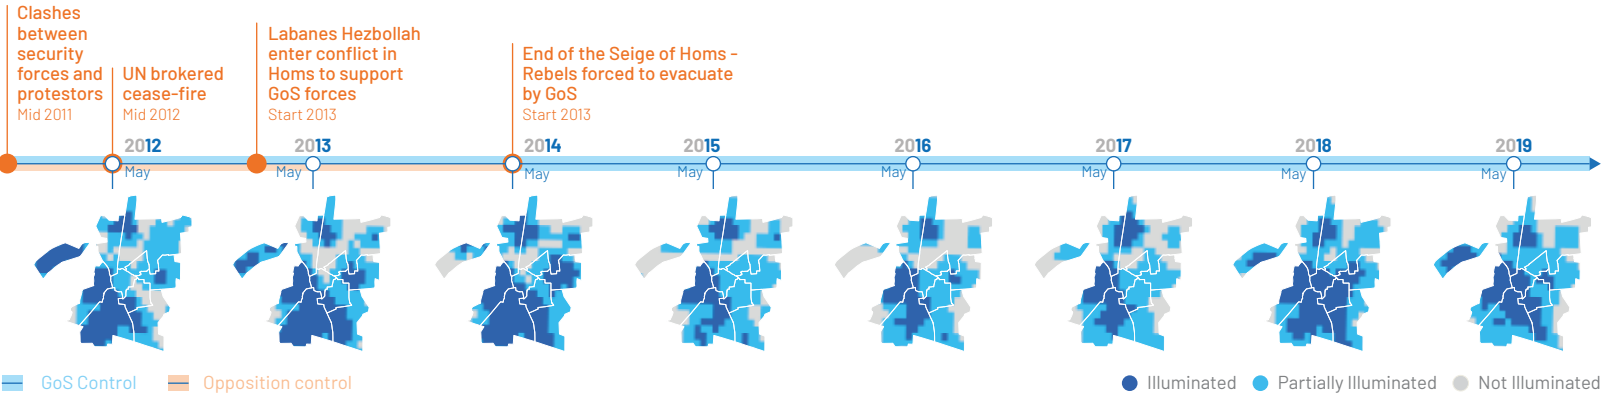 Clashes
between
security
forces and
protestors
Mid 2011
UN brokered
cease-fire
Mid 2012
Labanes Hezbollah
enter conflict in
Homs to support
GoS forces
Start 2013
End of the Seige of Homs -
Rebels forced to evacuate
by GoS
Start 2013
2012
May
2013
May
2014
May
2015
May
2016
May
2017
May
2018
May
2019
May
GoS Control
Opposition control
Illuminated
Partially Illuminated
Not Illuminated